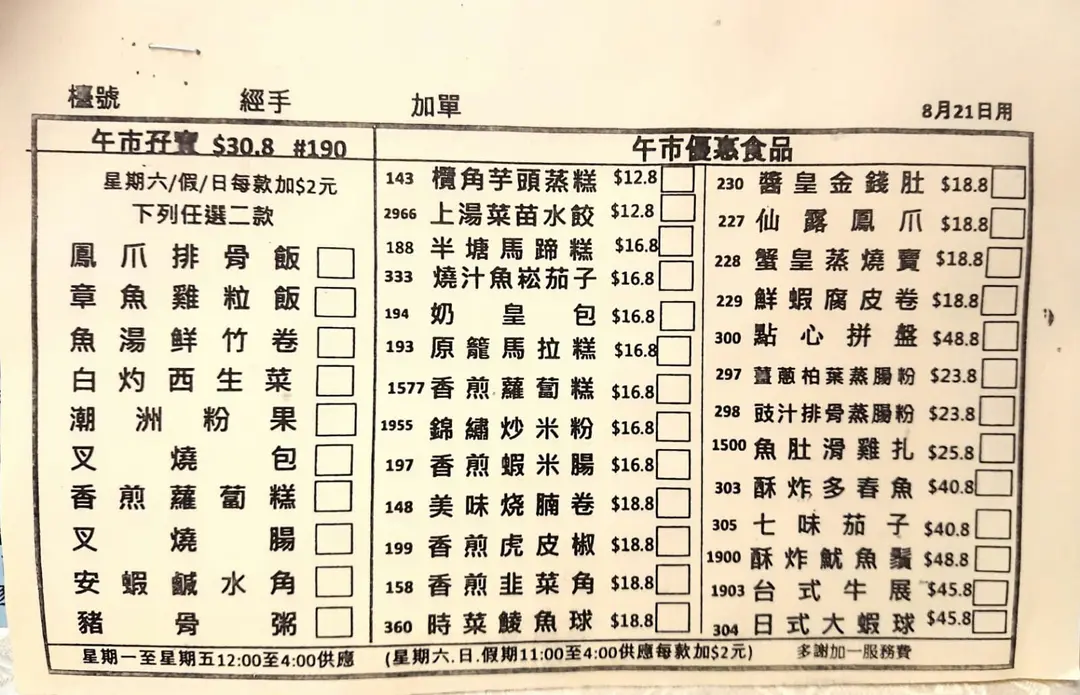 檯號 經手 加單 8月21日用
午市孖寶 $30.8 #190
星期六/假/日每款加$2元
下列任選二款
鳳爪排骨飯
章魚雞粒飯
魚湯鮮竹卷
白灼西生菜
潮洲粉果
叉燒包
香煎蘿蔔糕
叉燒腸
安蝦鹹水角
豬骨粥
午市優惠食品
143 欖角芋頭蒸糕 $12.8
2966 上湯菜苗水餃 $12.8
188 半塘馬蹄糕 $16.8
333 燒汁魚崧茄子 $16.8
194 奶皇包 $16.8
193 原籠馬拉糕 $16.8
1577 香煎蘿蔔糕 $16.8
1955 錦繡炒米粉 $16.8
197 香煎蝦米腸 $16.8
148 美味烧腩卷 $18.8
199 香煎虎皮椒 $18.8
158 香煎韭菜角 $18.8
360 時菜鯪魚球 $18.8
230 醬皇金錢肚 $18.8
227 仙露鳳爪 $18.8
228 蟹皇蒸燒賣 $18.8
229 鮮蝦腐皮卷 $18.8
300 點心拼盤 $48.8
297 薑蔥柏葉蒸腸粉 $23.8
298 豉汁排骨蒸腸粉 $23.8
1500 魚肚滑雞扎 $25.8
303 酥炸多春魚 $40.8
305 七味茄子 $40.8
1900 酥炸魷魚鬚 $48.8
1903 台式牛展 $45.8
304 日式大蝦球 $45.8
星期一至星期五12:00至4:00供應 (星期六.日.假期11:00至4:00供應每款加$2元) 多謝加一服務費